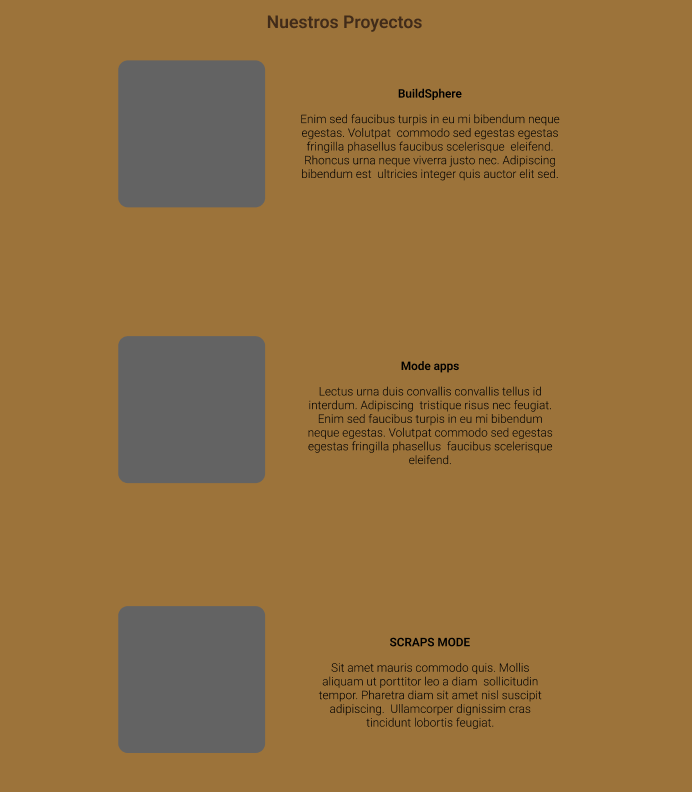 Nuestros Proyectos
BuildSphere
Enim sed faucibus turpis in eu mi bibendum neque
egestas. Volutpat  commodo sed egestas egestas
fringilla phasellus faucibus scelerisque  eleifend.
Rhoncus urna neque viverra justo nec. Adipiscing
bibendum est  ultricies integer quis auctor elit sed.
Mode apps
Lectus urna duis convallis convallis tellus id
interdum. Adipiscing  tristique risus nec feugiat.
Enim sed faucibus turpis in eu mi bibendum
neque egestas. Volutpat commodo sed egestas
egestas fringilla phasellus  faucibus scelerisque
eleifend.
SCRAPS MODE
Sit amet mauris commodo quis. Mollis
aliquam ut porttitor leo a diam  sollicitudin
tempor. Pharetra diam sit amet nisl suscipit
adipiscing.  Ullamcorper dignissim cras
tincidunt lobortis feugiat.